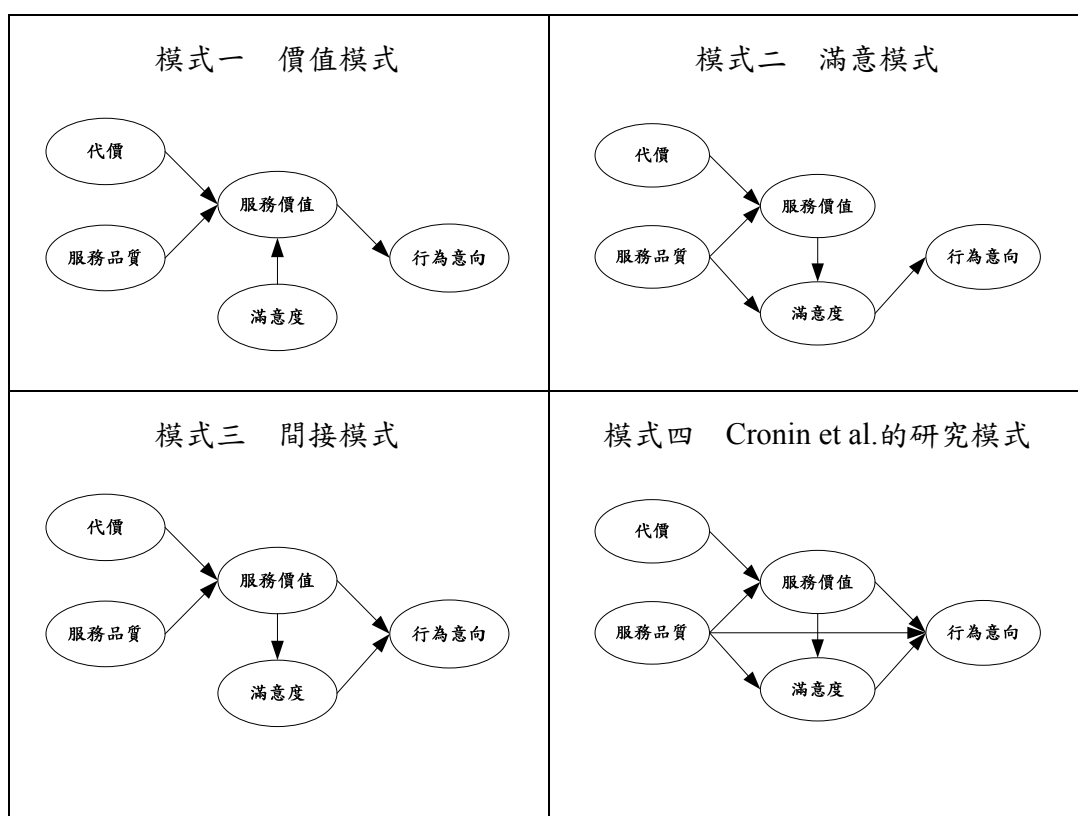 模式一　價值模式
代價
服務價值
服務品質
行為意向
滿意度
模式二　滿意模式
代價
服務價值
服務品質
行為意向
滿意度
模式三　間接模式
代價
服務價值
服務品質
行為意向
滿意度
模式四　Cronin et al.的研究模式
代價
服務價值
服務品質
行為意向
滿意度